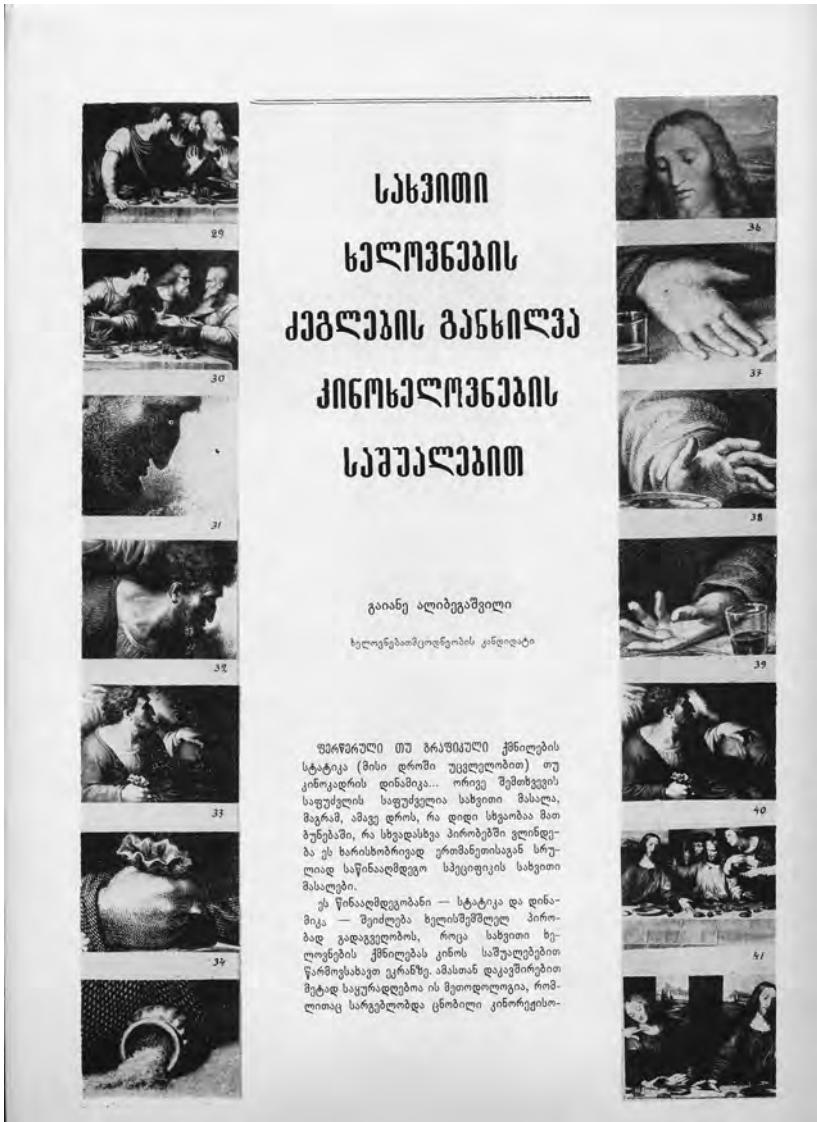 სახვითი
ხელოვნების
ძეგლების განხილვა
კინოხელოვნების
საშუალებით
გაიანე ალიბეგაშვილი
ხელოვნებათმცოდნეობის კანდიდატი
ფერწერული თუ გრაფიკული ქმნილების
სტატიკა (მისი დროში უცვლელობით) თუ
კინოკადრის დინამიკა... ორივე შემთხვევის
საფუძვლის საფუძველია სახვითი მასალა,
მაგრამ, ამავე დროს, რა დიდი სხვაობაა მათ
ბუნებაში, რა სხვადასხვა პირობებში ვლინდე-
ბა ეს ხარისხობრივად ერთმანეთისაგან სრუ-
ლიად საწინააღმდეგო სპეციფიკის სახვითი
მასალები.
ეს წინააღმდეგობანი — სტატიკა და დინა-
მიკა — შეიძლება ხელისშემშლელ პირო-
ბად გადაგვეღობოს, როცა სახვითი ხე-
ლოვნების ქმნილებას კინოს საშუალებებით
წარმოვსახავთ ეკრანზე. ამასთან დაკავშირებით
მეტად საყურადღებოა ის მეთოდოლოგია, რომ-
ლითაც სარგებლობდა ცნობილი კინორეჟისო-
29
30
31
32
33
34
36
37
38
39
40
41